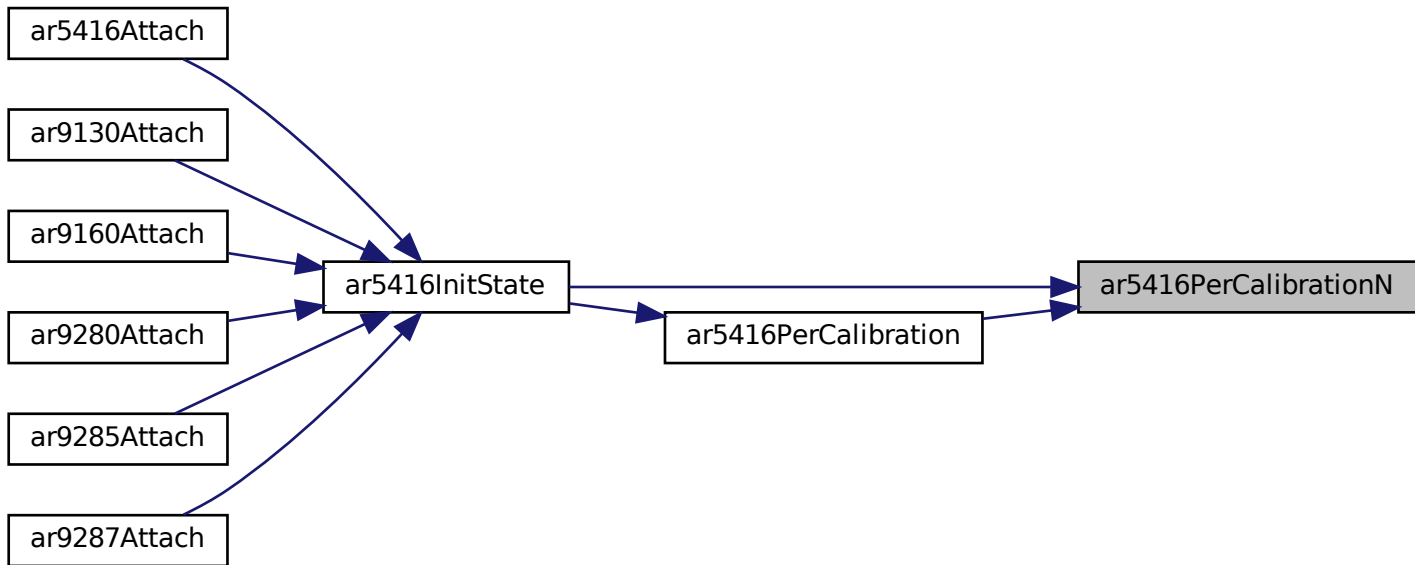 ar5416Attach
ar9130Attach
ar9160Attach
ar9280Attach
ar9285Attach
ar9287Attach
ar5416InitState
ar5416PerCalibration
ar5416PerCalibrationN